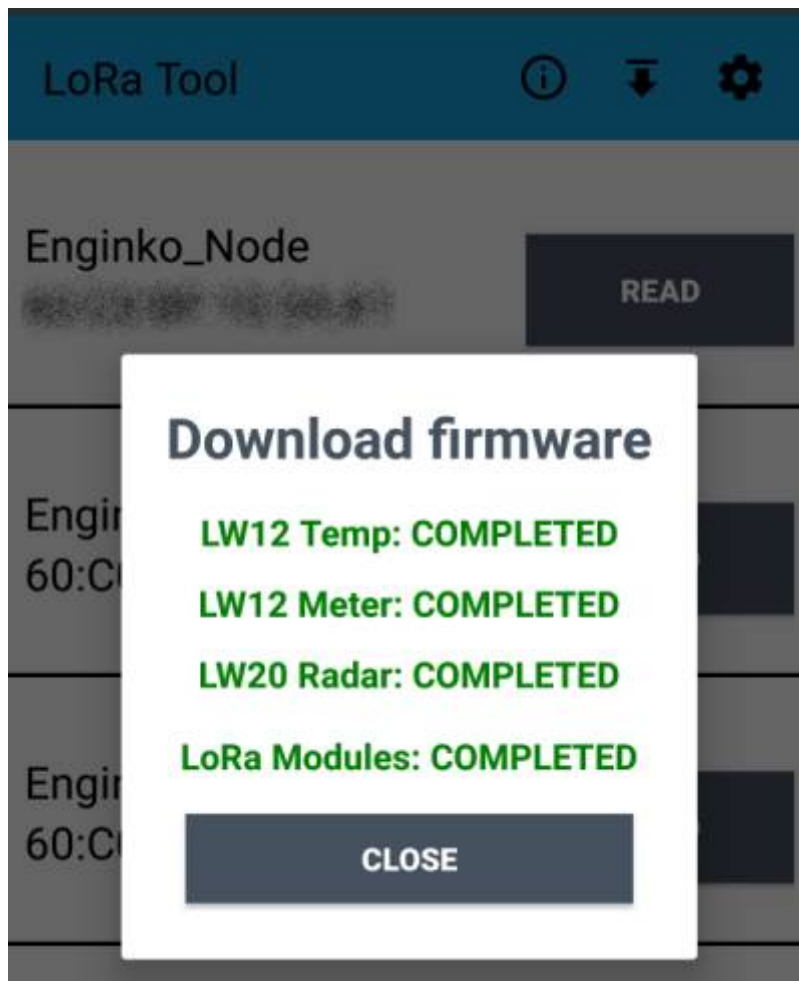 LoRa Tool
Enginko_Node
READ
Download firmware
LW12 Temp: COMPLETED
LW12 Meter: COMPLETED
LW20 Radar: COMPLETED
LoRa Modules: COMPLETED
CLOSE